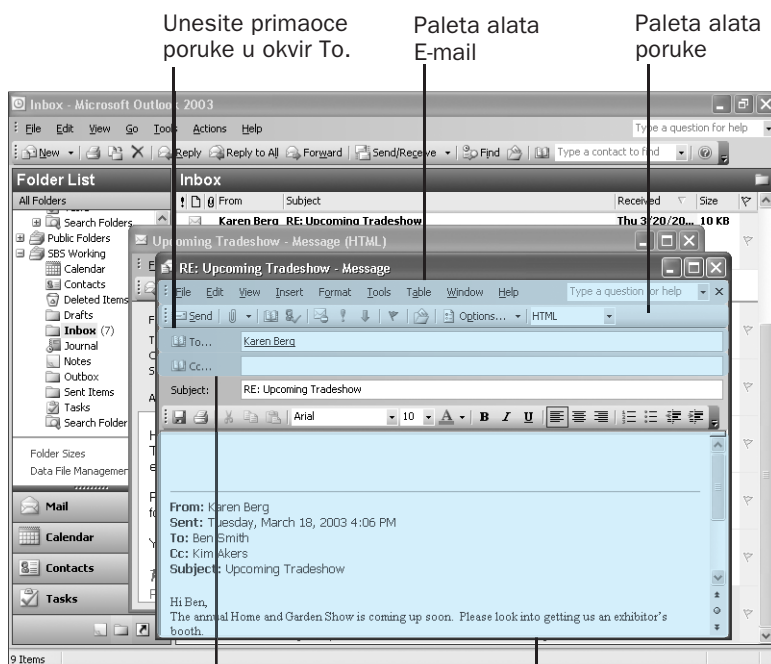 Unesite primaoce
poruke u okvir To.
Paleta alata
E-mail
Paleta alata
poruke
Inbox - Microsoft Outlook 2003
File Edit View Go Tools Actions Help
Type a question for help
New Reply Reply to All Forward Send/Receive Find Type a contact to find
Folder List
Inbox
All Folders
From Subject Received Size
Search Folders
Karen Berg RE: Upcoming Tradeshow Thu 3/20/20... 10 KB
Public Folders
Upcoming Tradeshow - Message (HTML)
SBS Working
Calendar
RE: Upcoming Tradeshow - Message
Contacts
Deleted Items
File Edit View Insert Format Tools Table Window Help Type a question for help
Drafts
Send Options... HTML
Inbox (7)
To... Karen Berg
Journal
Notes
Cc...
Outbox
Sent Items
Subject: RE: Upcoming Tradeshow
Tasks
Arial 10 A B I U
Search Folder
Folder Sizes
Data File Managemen
Mail
From: Karen Berg
Sent: Tuesday, March 18, 2003 4:06 PM
Calendar
To: Ben Smith
Cc: Kim Akers
Contacts
Subject: Upcoming Tradeshow
Tasks
Hi Ben,
The annual Home and Garden Show is coming up soon. Please look into getting us an exhibitor's
booth.
9 Items